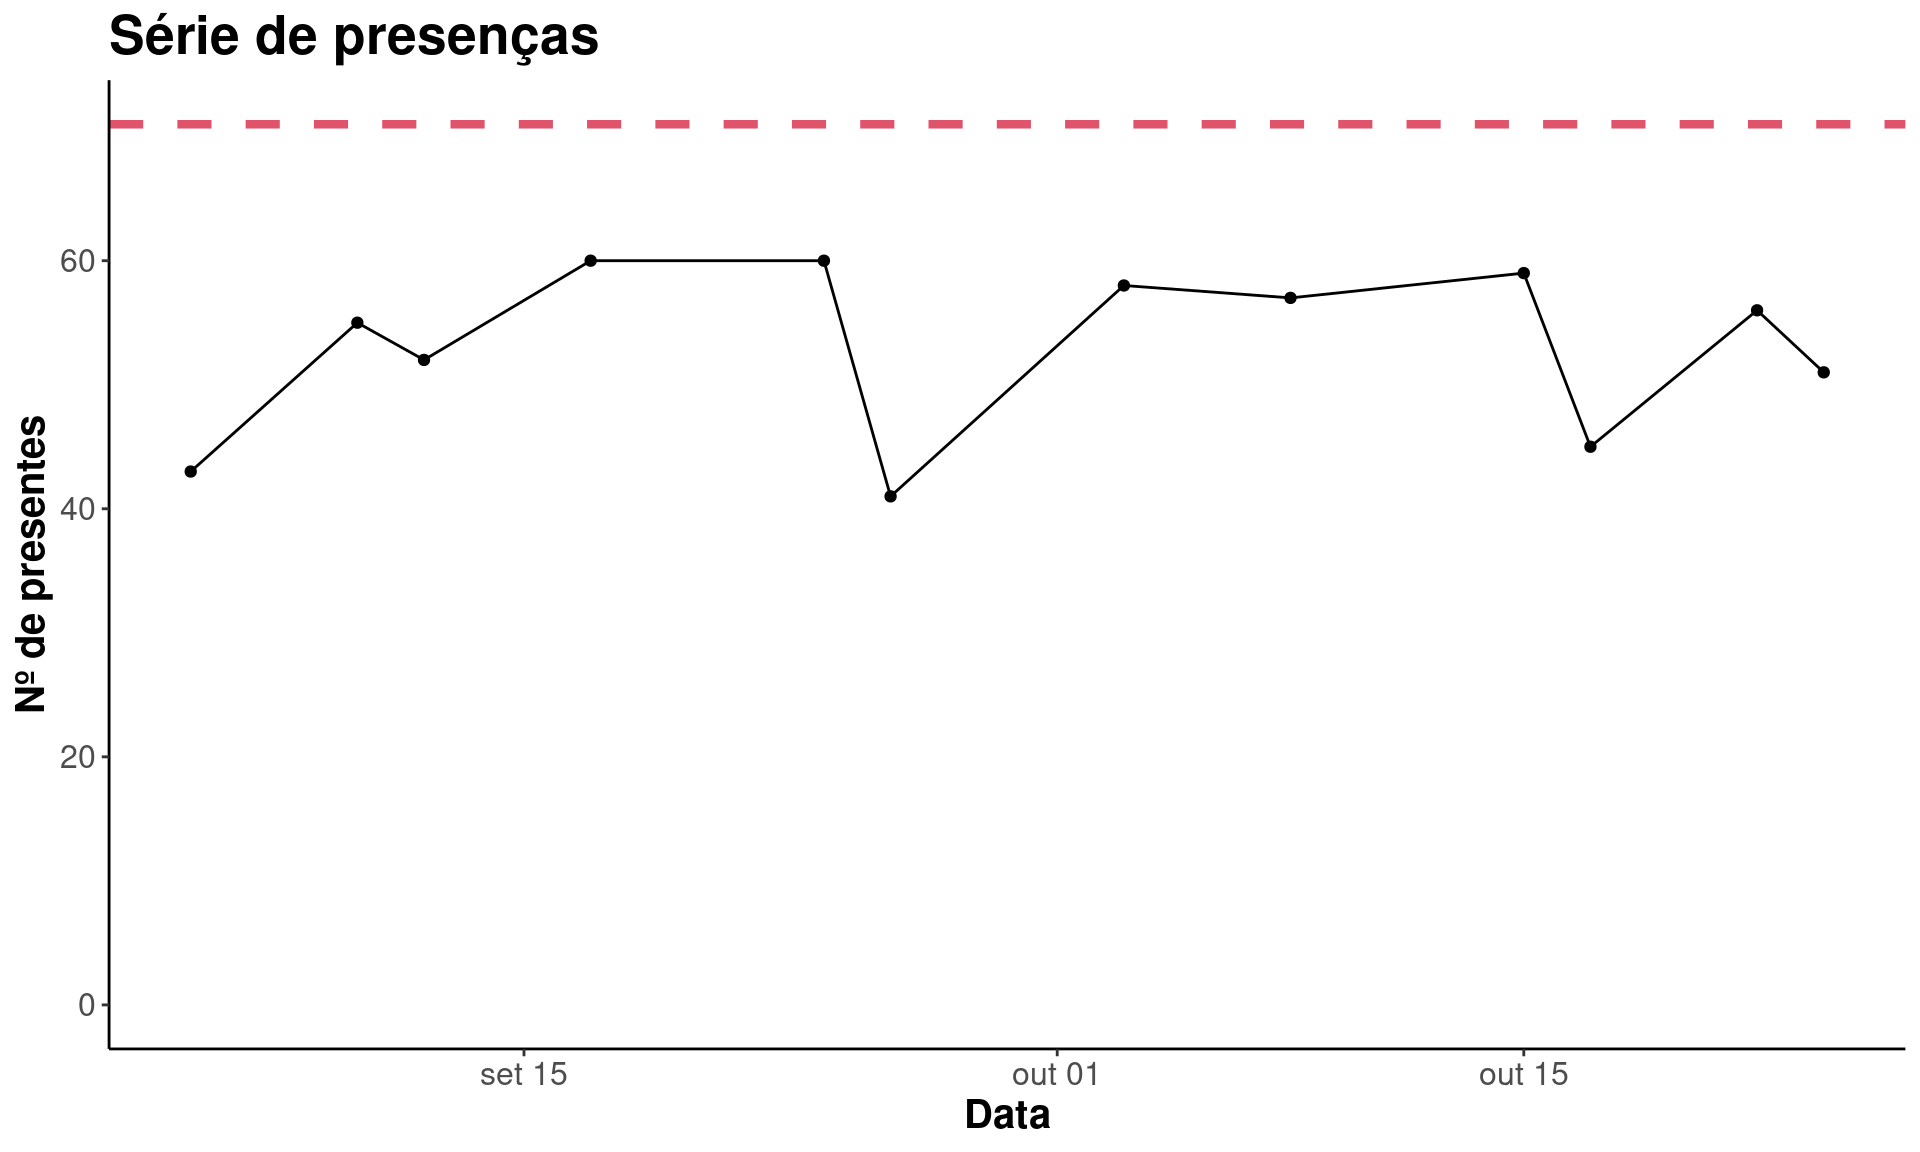 Série de presenças
Nº de presentes
60
40
20
0
set 15
out 01
out 15
Data